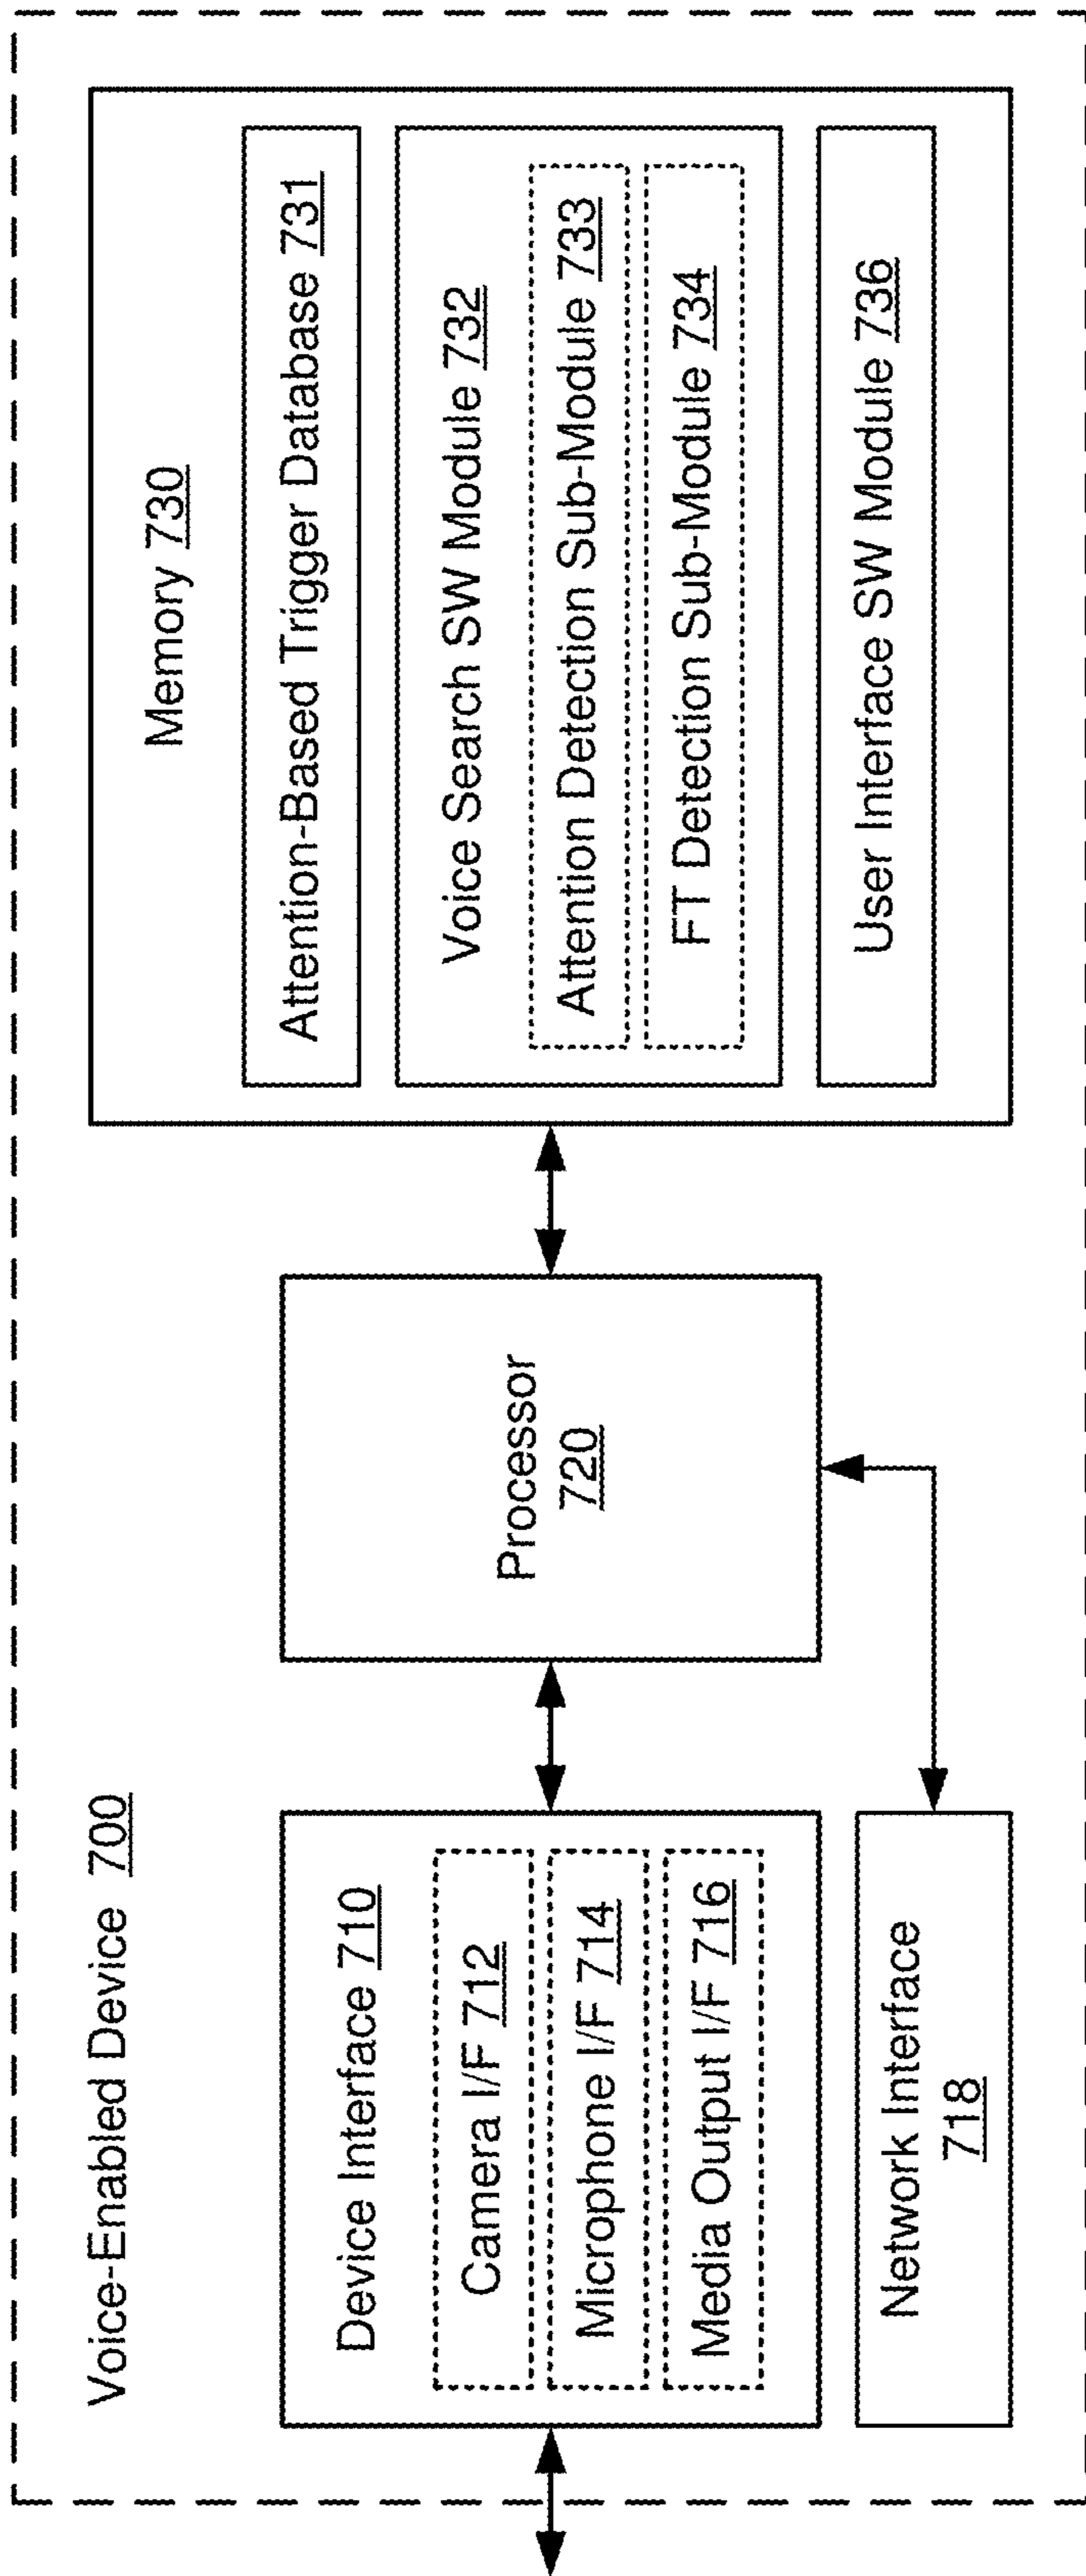 Voice-Enabled Device 700
Device Interface 710
Camera I/F 712
Microphone I/F 714
Media Output I/F 716
Network Interface
718
Processor
720
Memory 730
Attention-Based Trigger Database 731
Voice Search SW Module 732
Attention Detection Sub-Module 733
FT Detection Sub-Module 734
User Interface SW Module 736